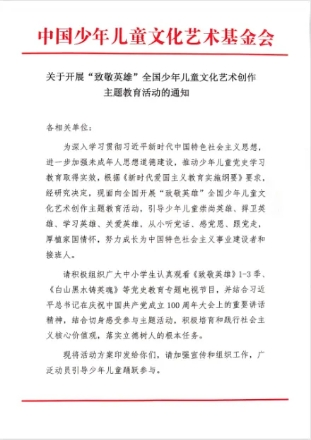 中国少年儿童文化艺术基金会
关于开展“致敬英雄”全国少年儿童文化艺术创作
主题教育活动的通知
各相关单位：
为深入学习贯彻习近平新时代中国特色社会主义思想，
进一步加强未成年人思想道德建设，推动少年儿童党史学习
教育取得实效，根据《新时代爱国主义教育实施纲要》要求，
经研究决定，现面向全国开展“致敬英雄”全国少年儿童文
化艺术创作主题教育活动，引导少年儿童崇尚英雄、捍卫英
雄、学习英雄、关爱英雄，从小听党话、感党恩、跟党走，
厚植家国情怀，努力成长为中国特色社会主义事业建设者和
接班人。
请积极组织广大中小学生认真观看《致敬英雄》1-3季、
《白山黑水铸英魂》等党史教育专题电视节目，并结合习近
平总书记在庆祝中国共产党成立100周年大会上的重要讲话
精神，结合切身感受参与主题活动，积极培育和践行社会主
义核心价值观，落实立德树人的根本任务。
现将活动方案印发给你们，请加强宣传和组织工作，广
泛动员引导少年儿童踊跃参与。